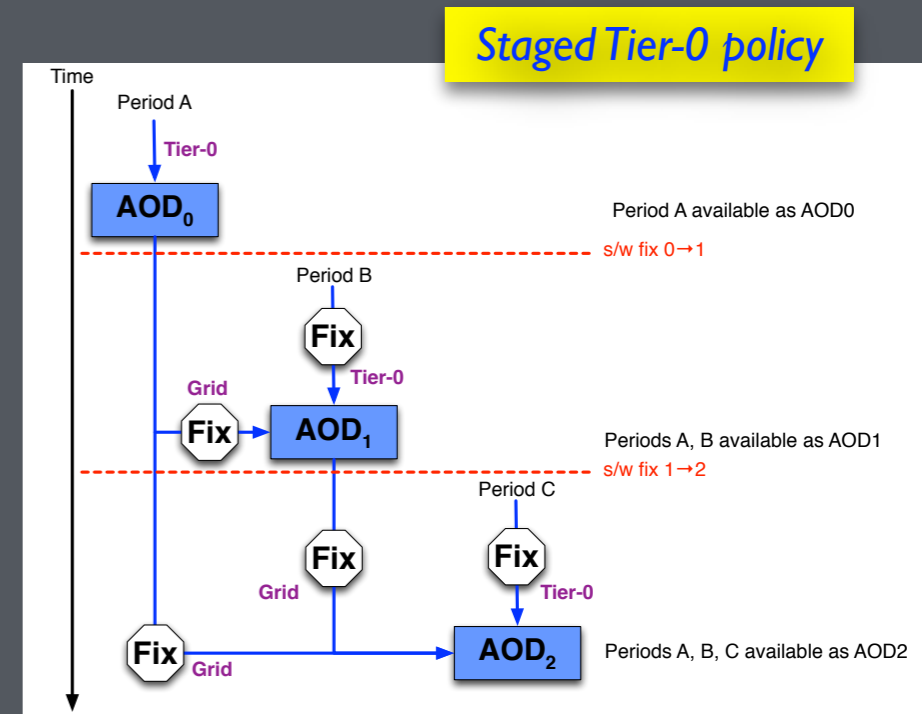 Staged Tier-0 policy
Time
Period A
Tier-0
AOD₀
Period A available as AOD0
s/w fix 0→1
Period B
Fix
Tier-0
Grid
Fix
AOD₁
Periods A, B available as AOD1
s/w fix 1→2
Period C
Fix
Fix
Grid
Tier-0
Fix
Grid
AOD₂
Periods A, B, C available as AOD2